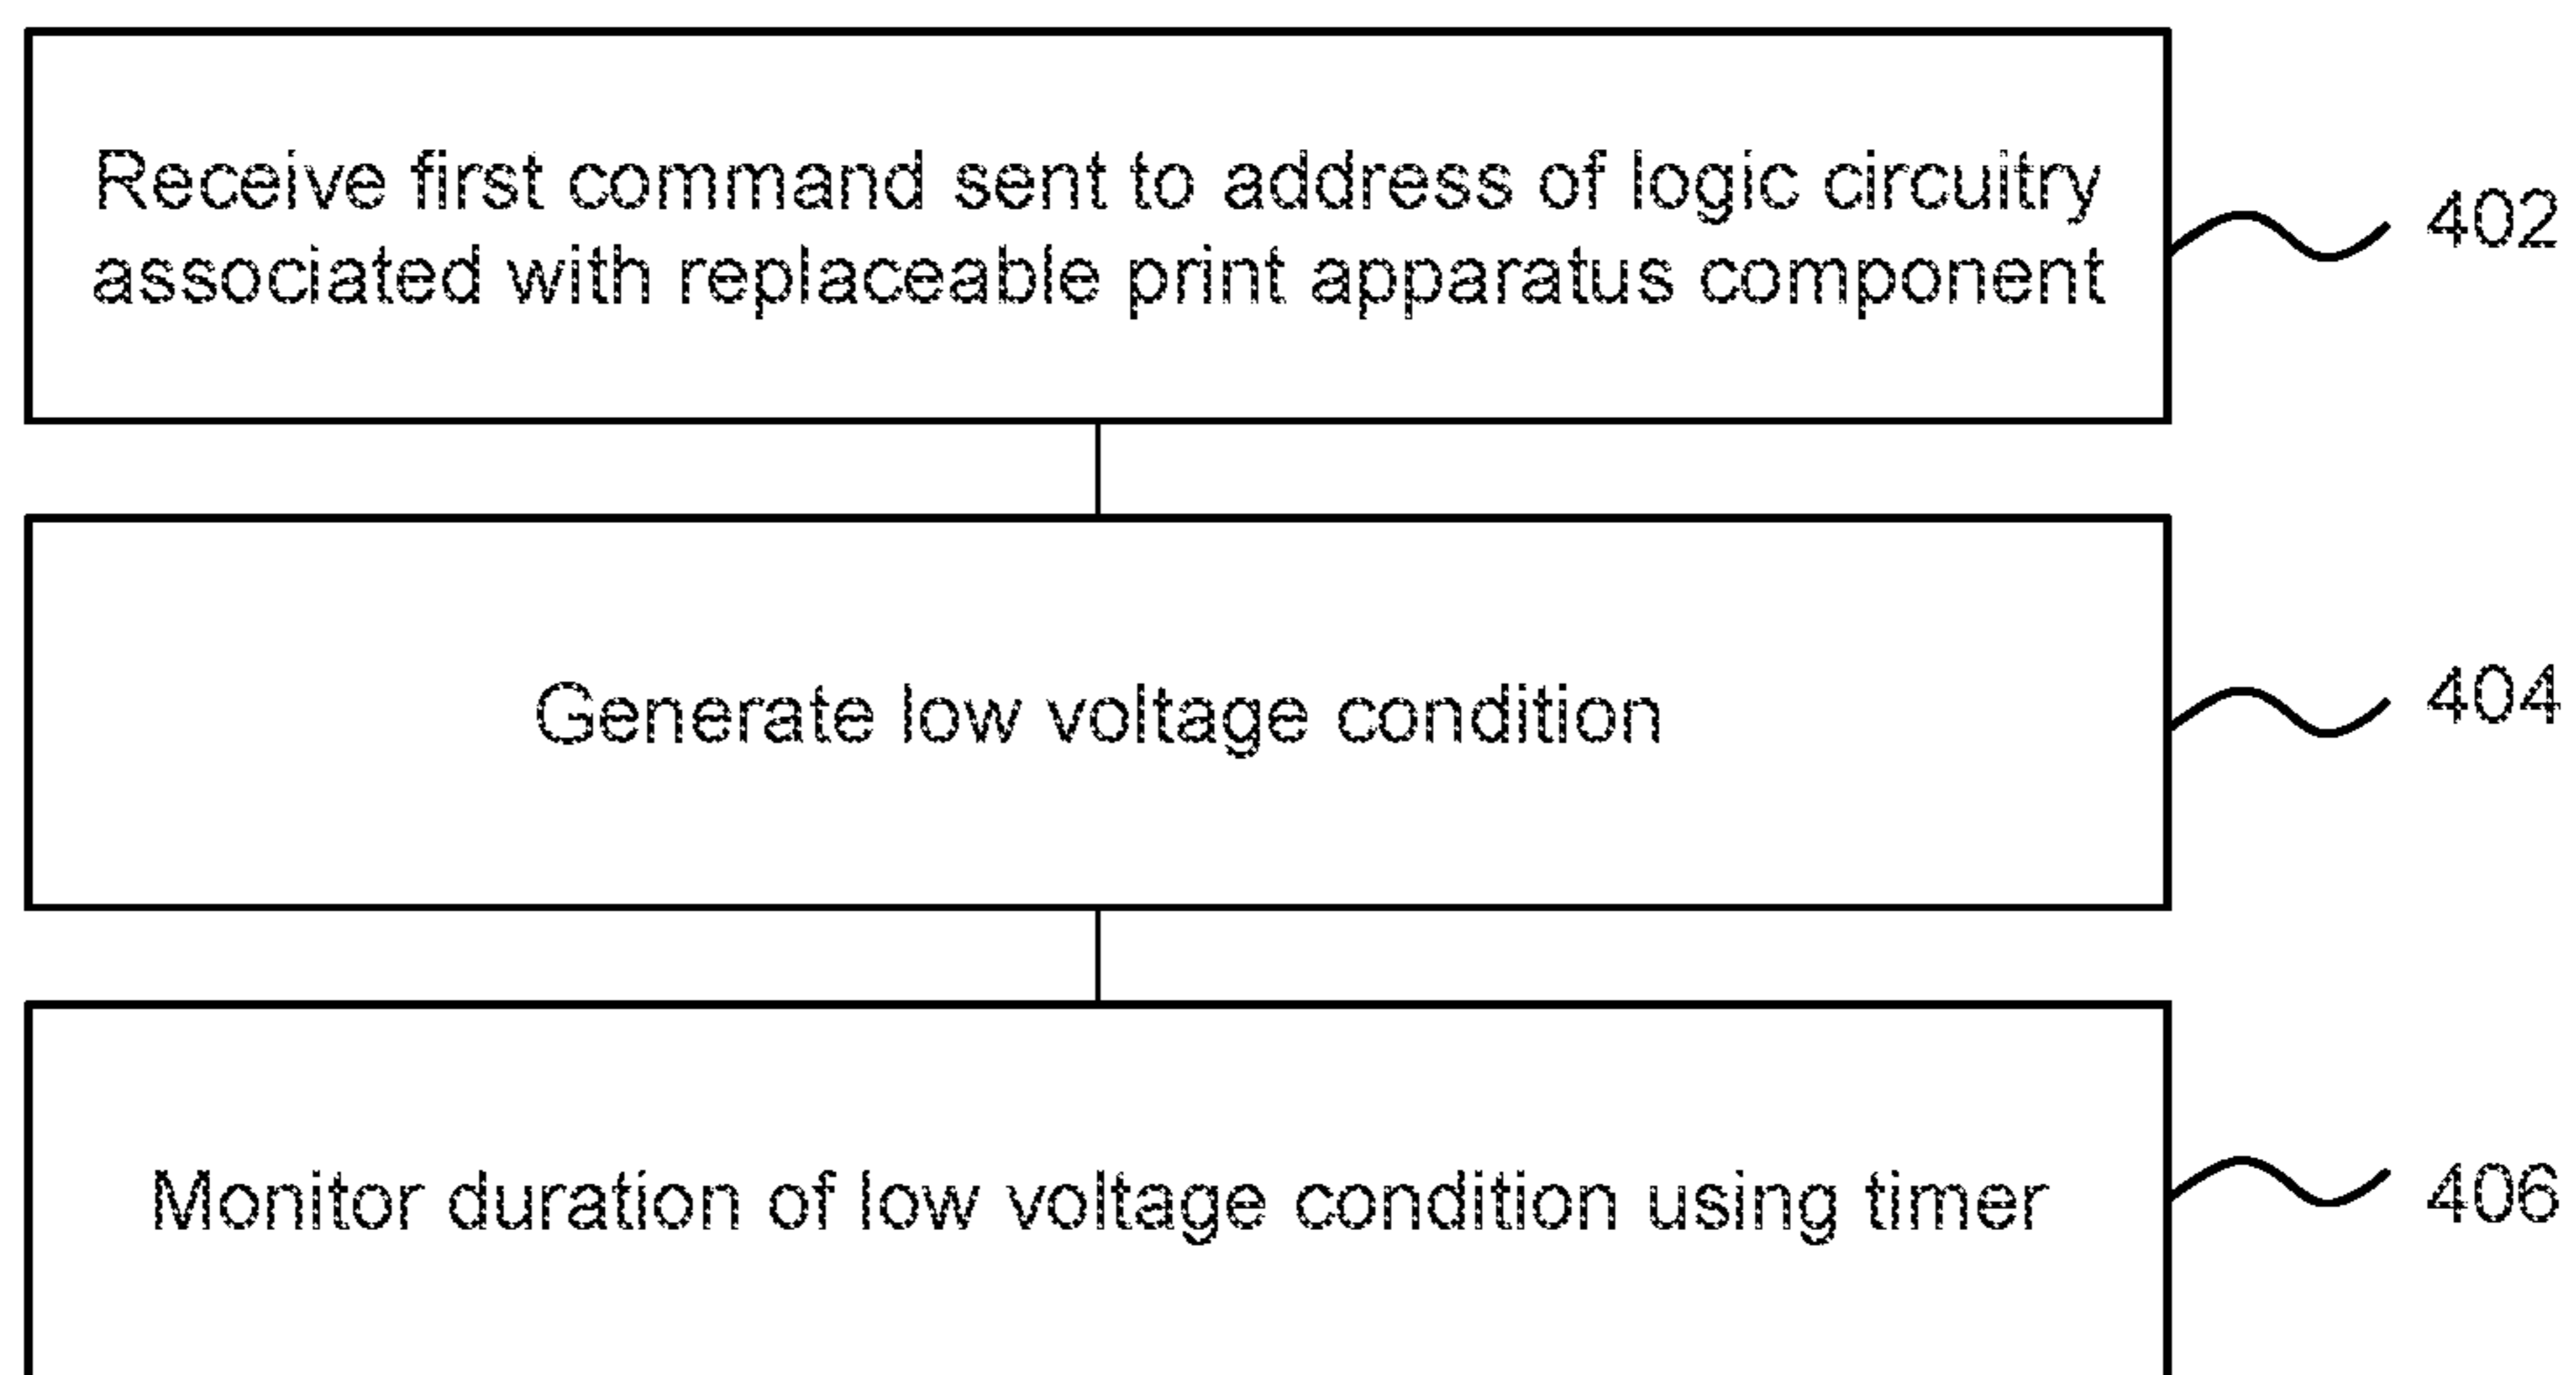 Receive first command sent to address of logic circuitry
associated with replaceable print apparatus component
402
Generate low voltage condition
404
Monitor duration of low voltage condition using timer
406